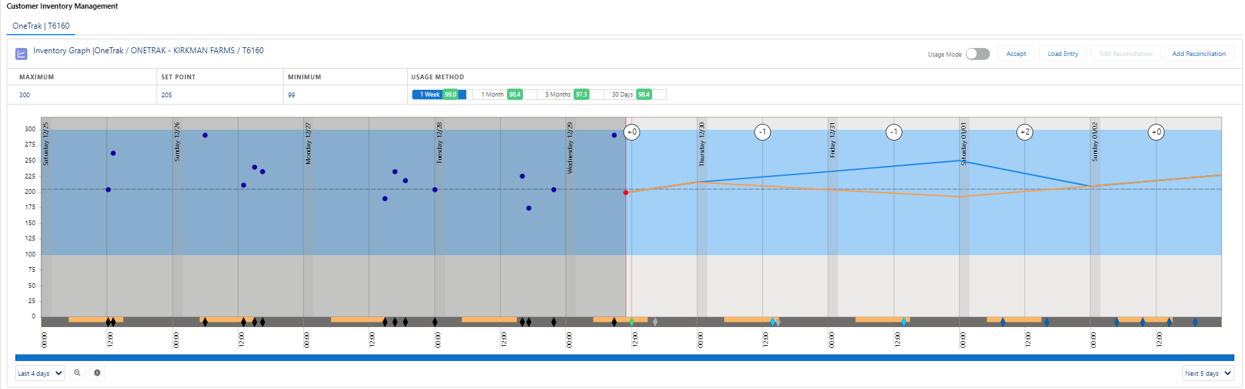 Customer Inventory Management
OneTrak | T6160
Inventory Graph |OneTrak / ONETRAK - KIRKMAN FARMS / T6160
Usage Mode
Accept
Load Entry
Edit Reconciliation
Add Reconciliation
MAXIMUM
SET POINT
MINIMUM
USAGE METHOD
300
205
99
1 Week 99.0
1 Month 98.4
3 Months 97.3
30 Days 98.4
300
275
250
225
200
175
150
125
100
75
50
25
0
Saturday 12/25
Sunday 12/26
Monday 12/27
Tuesday 12/28
Wednesday 12/29
Thursday 12/30
Friday 12/31
Saturday 01/01
Sunday 01/02
+0
-1
-1
+2
+0
00:00
12:00
00:00
12:00
00:00
12:00
00:00
12:00
00:00
12:00
00:00
12:00
00:00
12:00
00:00
12:00
00:00
12:00
Last 4 days
Next 5 days